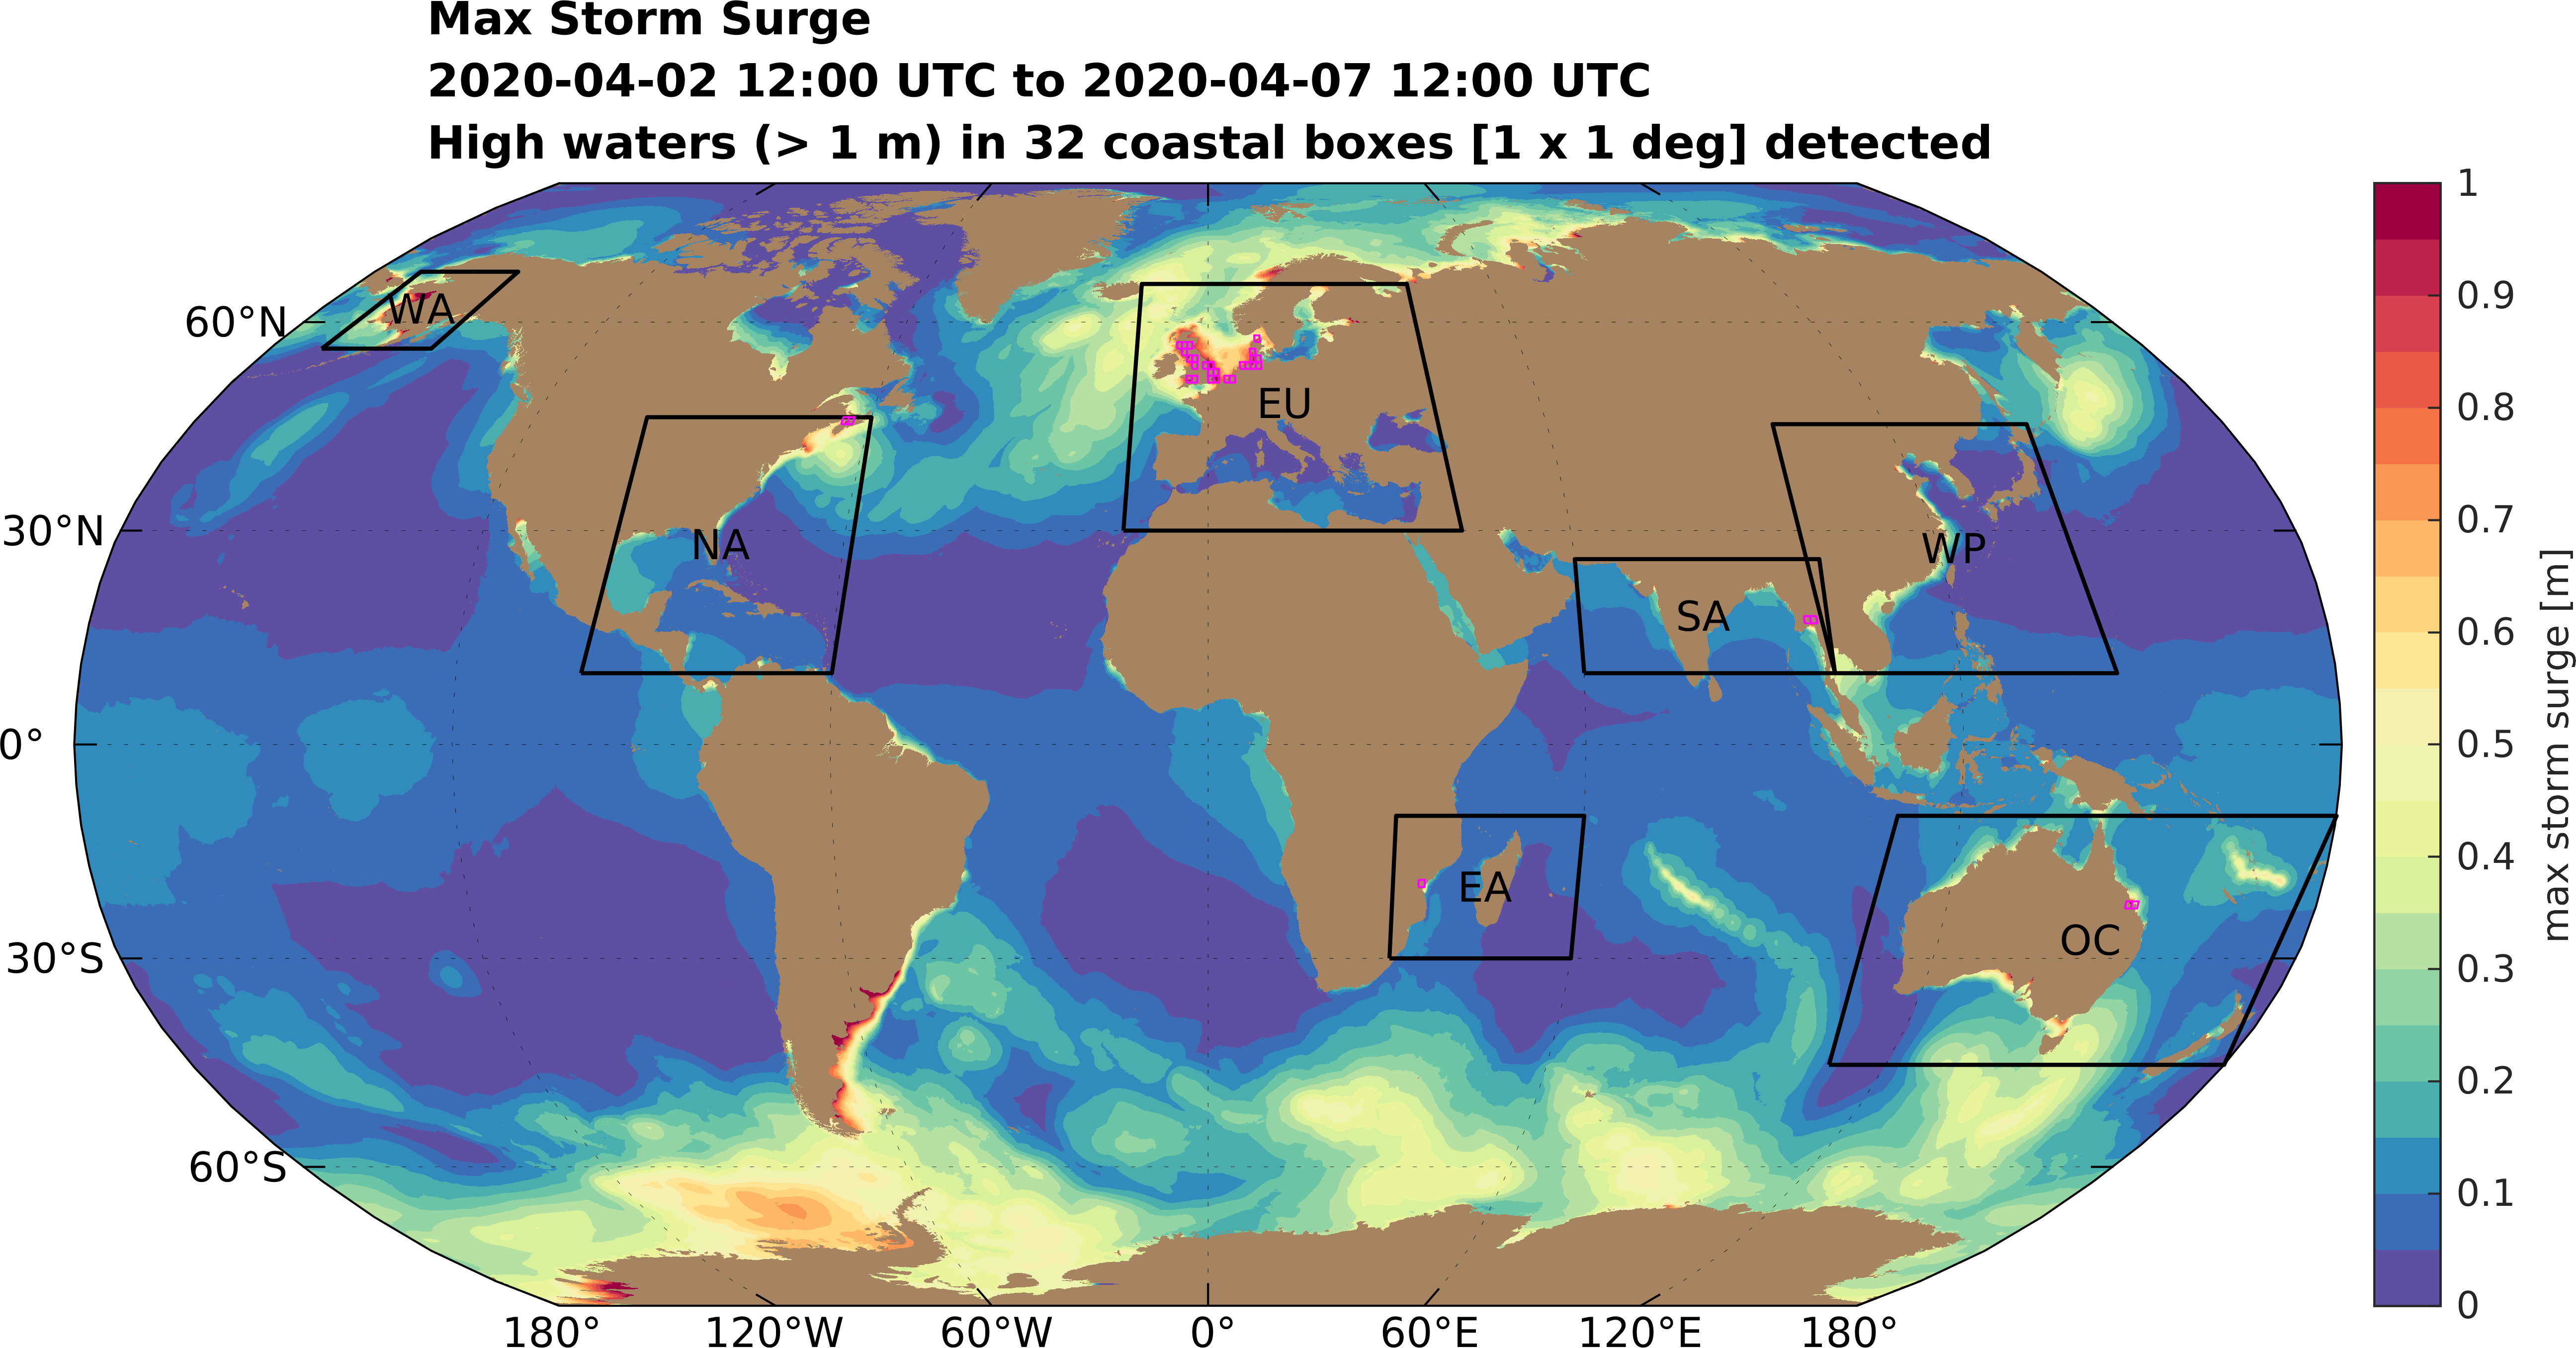 Max Storm Surge
2020-04-02 12:00 UTC to 2020-04-07 12:00 UTC
High waters (> 1 m) in 32 coastal boxes [1 x 1 deg] detected
60°N
30°N
0°
30°S
60°S
180°
120°W
60°W
0°
60°E
120°E
180°
WA
NA
EU
SA
WP
EA
OC
1
0.9
0.8
0.7
0.6
0.5
0.4
0.3
0.2
0.1
0
max storm surge [m]